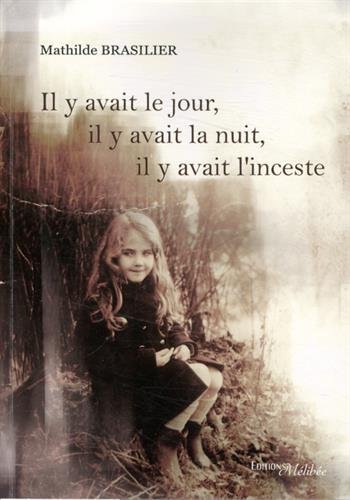 Mathilde BRASILIER
Il y avait le jour,
il y avait la nuit,
il y avait l'inceste
EDITIONS
Mélibée